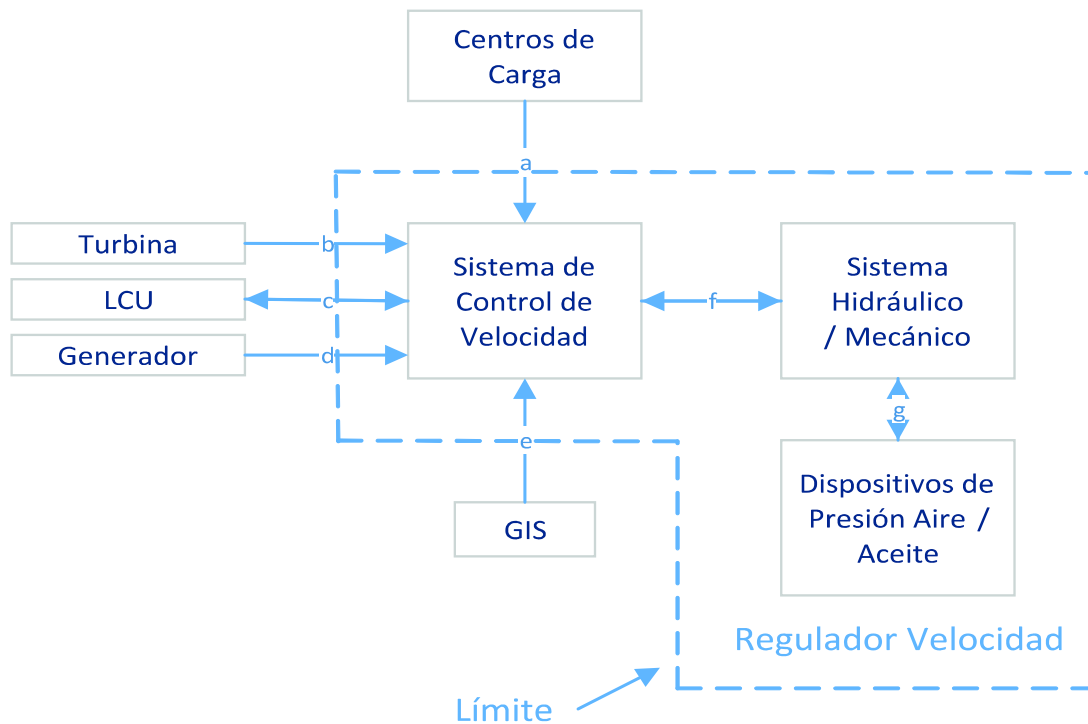 Centros de
Carga
a
Turbina
b
LCU
c
Generador
d
Sistema de
Control de
Velocidad
f
Sistema
Hidráulico
/ Mecánico
g
e
GIS
Dispositivos de
Presión Aire /
Aceite
Regulador Velocidad
Límite